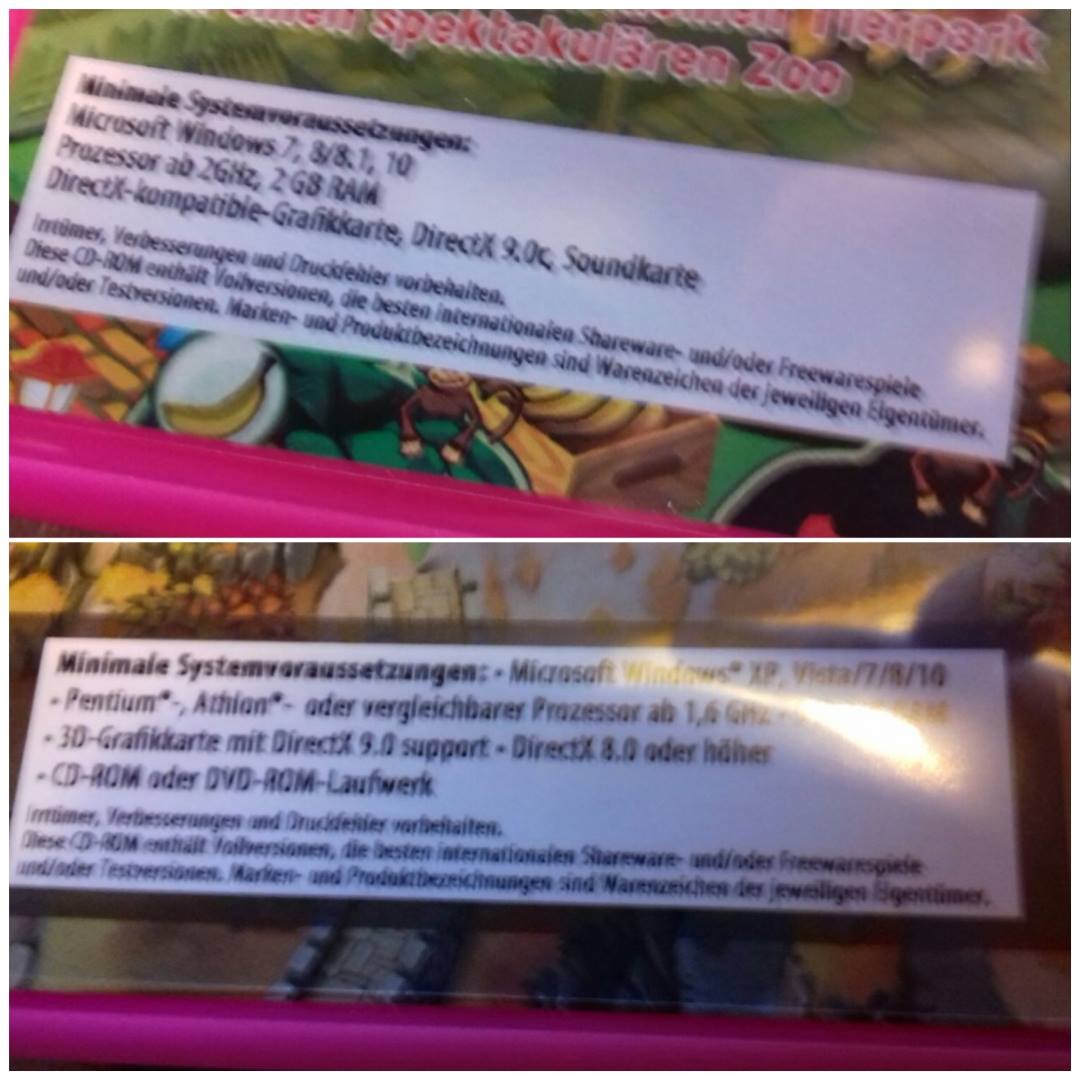 Tierpark
spektakulären Zoo
Minimale Systemvoraussetzungen:
Microsoft Windows 7, 8/8.1, 10
Prozessor ab 2GHz, 2 GB RAM
DirectX-kompatible-Grafikkarte, DirectX 9.0c, Soundkarte
Irrtümer, Verbesserungen und Druckfehler vorbehalten.
Diese CD-ROM enthält Vollversionen, die besten internationalen Shareware- und/oder Freewarespiele
und/oder Testversionen. Marken- und Produktbezeichnungen sind Warenzeichen der jeweiligen Eigentümer.
Minimale Systemvoraussetzungen: • Microsoft Windows® XP, Vista/7/8/10
• Pentium®-, Athlon®- oder vergleichbarer Prozessor ab 1,6 GHz •
• 3D-Grafikkarte mit DirectX 9.0 support • DirectX 8.0 oder höher
• CD-ROM oder DVD-ROM-Laufwerk
Irrtümer, Verbesserungen und Druckfehler vorbehalten.
Diese CD-ROM enthält Vollversionen, die besten internationalen Shareware- und/oder Freewarespiele
und/oder Testversionen. Marken- und Produktbezeichnungen sind Warenzeichen der jeweiligen Eigentümer.